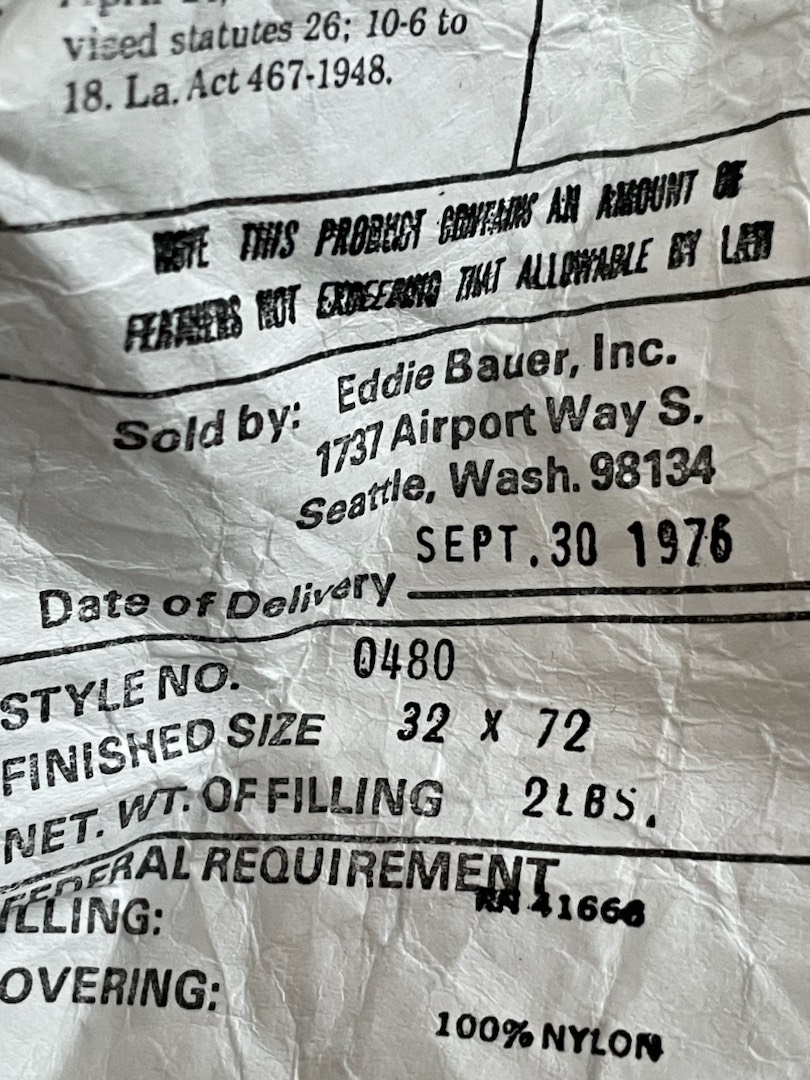 vised statutes 26; 10-6 to
18. La. Act 467-1948.
NOTE THIS PRODUCT CONTAINS AN AMOUNT OF
FEATHERS NOT EXCEEDING THAT ALLOWABLE BY LAW
Sold by: Eddie Bauer, Inc.
1737 Airport Way S.
Seattle, Wash. 98134
SEPT. 30 1976
Date of Delivery
STYLE NO. 0480
FINISHED SIZE 32 X 72
NET. WT. OF FILLING 2LBS.
FEDERAL REQUIREMENT
RN 41666
ILLING:
OVERING:
100% NYLON